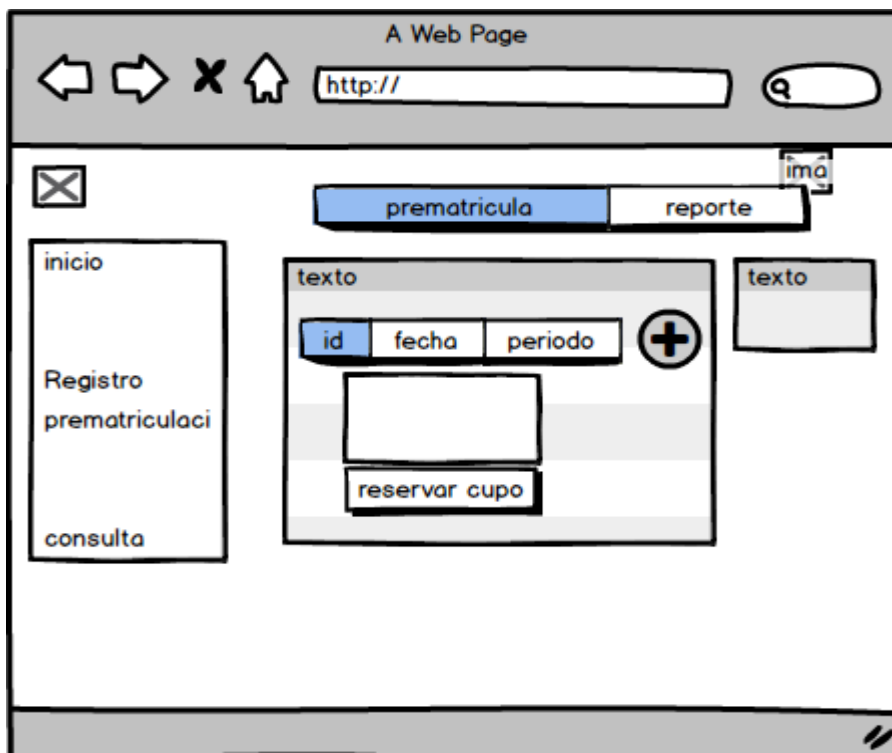 A Web Page
http://
ima
prematricula reporte
inicio
Registro
prematriculaci
consulta
texto
id fecha periodo
reservar cupo
texto